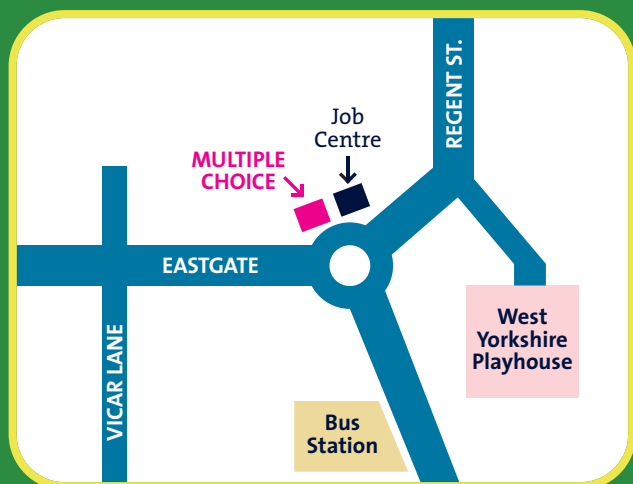 REGENT ST.
Job
Centre
MULTIPLE
CHOICE
EASTGATE
VICAR LANE
West
Yorkshire
Playhouse
Bus
Station